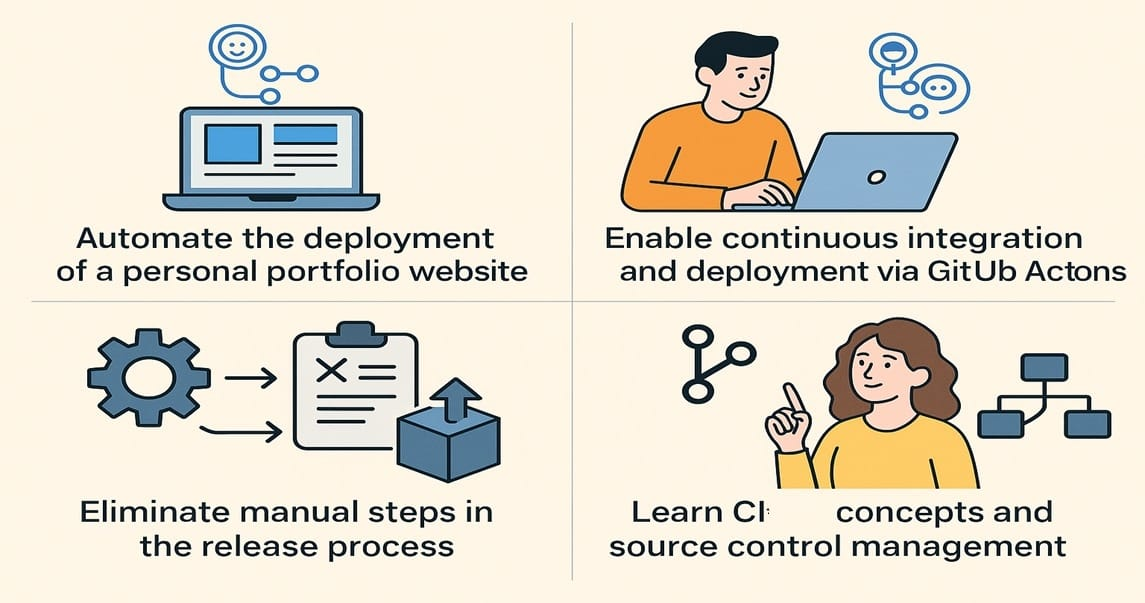 Automate the deployment
of a personal portfolio website
Enable continuous integration
and deployment via GitUb Actons
Eliminate manual steps in
the release process
Learn CI concepts and
source control management